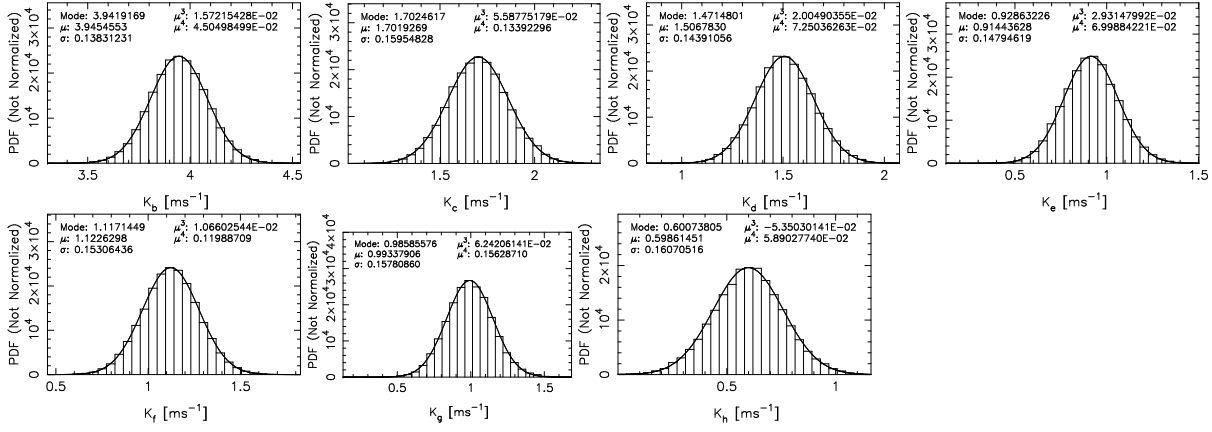 Mode: 3.9419169 μ³: 1.57215428E−02
μ: 3.9454553 μ⁴: 4.50498499E−02
σ: 0.13831231
PDF (Not Normalized)
0 10⁴ 2×10⁴ 3×10⁴
3.5 4 4.5
K_b [ms⁻¹]
Mode: 1.7024617 μ³: 5.58775179E−02
μ: 1.7019269 μ⁴: 0.13392296
σ: 0.15954828
PDF (Not Normalized)
0 10⁴ 2×10⁴ 3×10⁴
1.5 2
K_c [ms⁻¹]
Mode: 1.4714801 μ³: 2.00490355E−02
μ: 1.5067830 μ⁴: 7.25036263E−02
σ: 0.14391056
PDF (Not Normalized)
0 10⁴ 2×10⁴ 3×10⁴
1 1.5 2
K_d [ms⁻¹]
Mode: 0.92863226 μ³: 2.93147992E−02
μ: 0.91443628 μ⁴: 6.99884221E−02
σ: 0.14794619
PDF (Not Normalized)
0 10⁴ 2×10⁴ 3×10⁴
0.5 1 1.5
K_e [ms⁻¹]
Mode: 1.1171449 μ³: 1.06602544E−02
μ: 1.1226298 μ⁴: 0.11988709
σ: 0.15306436
PDF (Not Normalized)
0 10⁴ 2×10⁴ 3×10⁴
0.5 1 1.5
K_f [ms⁻¹]
Mode: 0.98585576 μ³: 6.24206141E−02
μ: 0.99337906 μ⁴: 0.15628710
σ: 0.15780860
PDF (Not Normalized)
0 10⁴ 2×10⁴ 3×10⁴ 4×10⁴
0 0.5 1 1.5
K_g [ms⁻¹]
Mode: 0.60073805 μ³: −5.35030141E−02
μ: 0.59861451 μ⁴: 5.89027740E−02
σ: 0.16070516
PDF (Not Normalized)
0 10⁴ 2×10⁴
0.5 1
K_h [ms⁻¹]